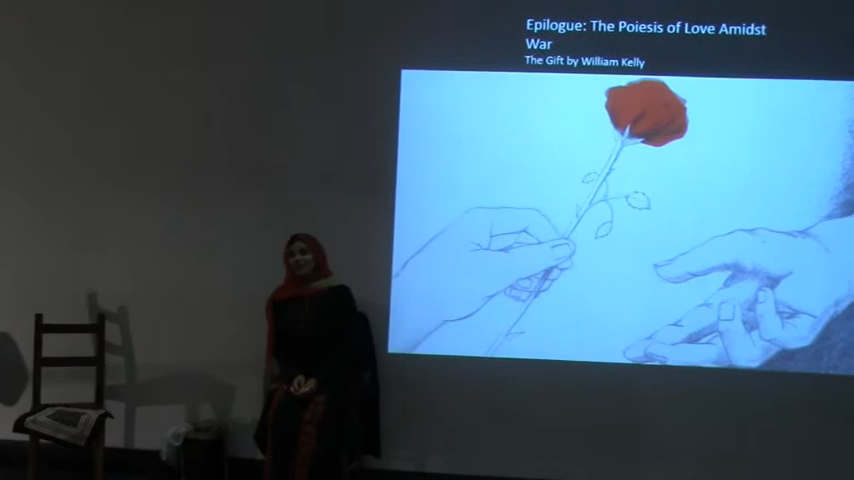 Epilogue: The Poiesis of Love Amidst
War
The Gift by William Kelly